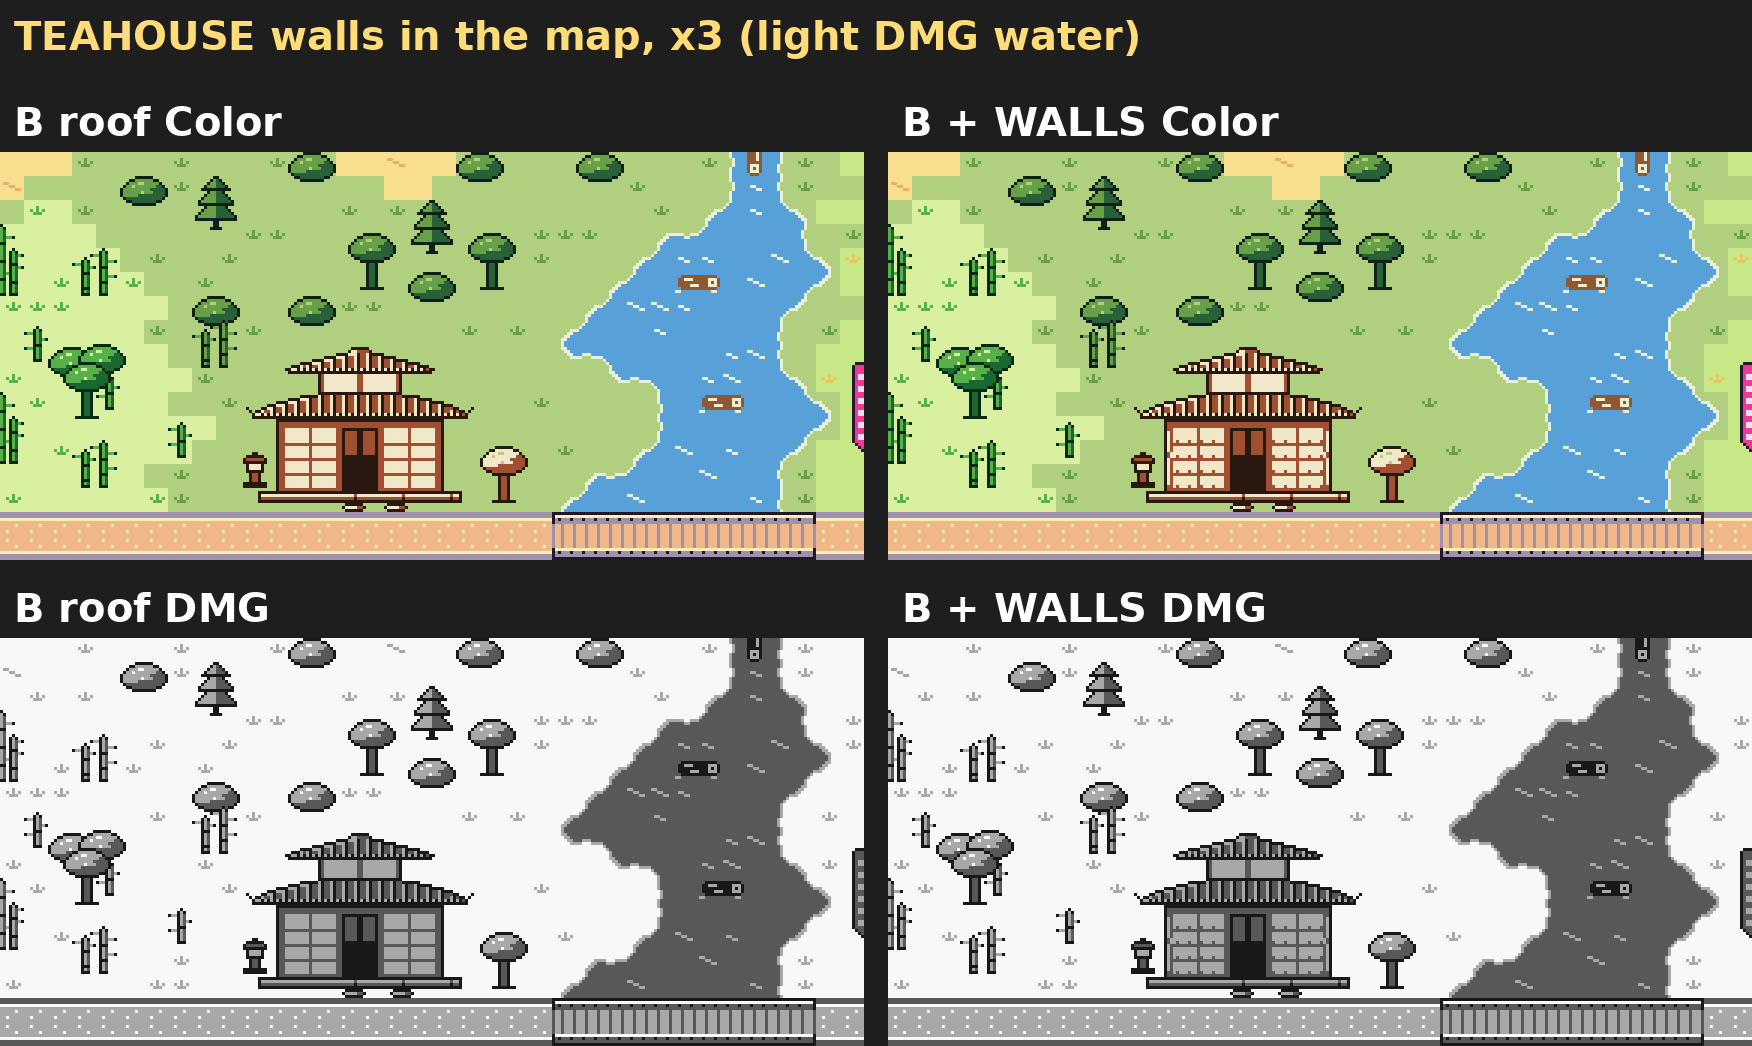 TEAHOUSE walls in the map, x3 (light DMG water)
B roof Color
B + WALLS Color
B roof DMG
B + WALLS DMG